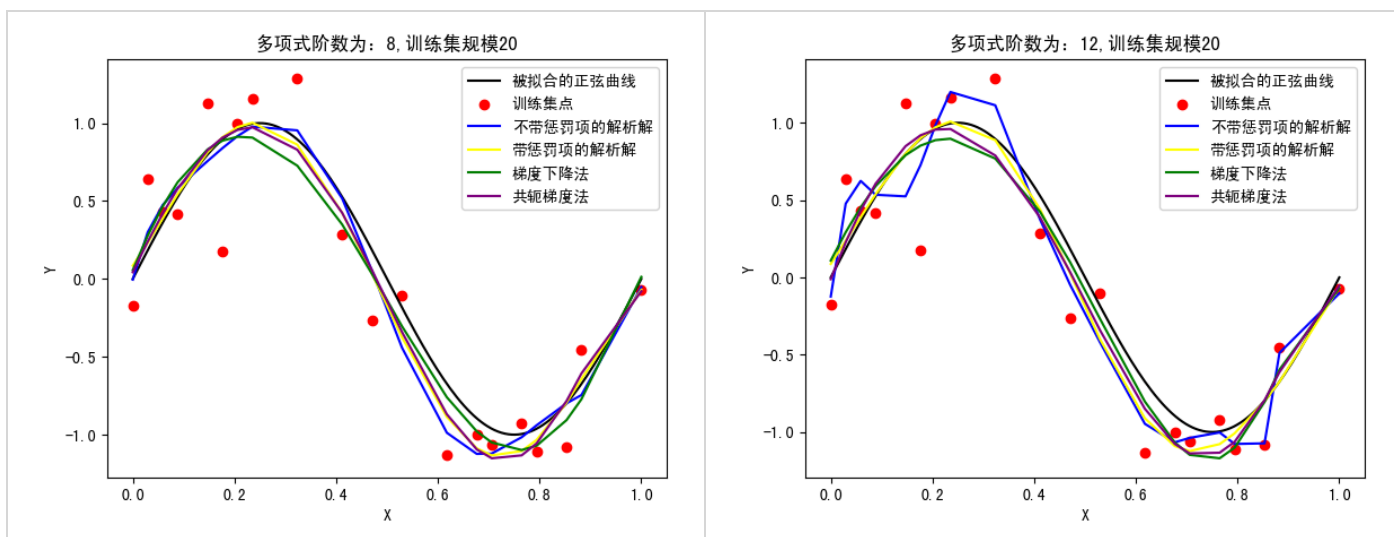 多项式阶数为：8,训练集规模20
被拟合的正弦曲线
训练集点
不带惩罚项的解析解
带惩罚项的解析解
梯度下降法
共轭梯度法
1.0
0.5
0.0
-0.5
-1.0
Y
0.0 0.2 0.4 0.6 0.8 1.0
X
多项式阶数为：12,训练集规模20
被拟合的正弦曲线
训练集点
不带惩罚项的解析解
带惩罚项的解析解
梯度下降法
共轭梯度法
1.0
0.5
0.0
-0.5
-1.0
Y
0.0 0.2 0.4 0.6 0.8 1.0
X